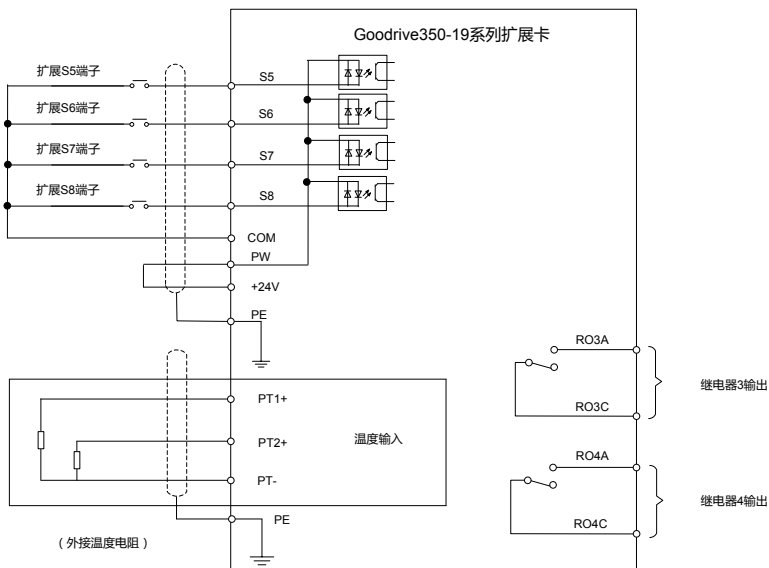 Goodrive350-19系列扩展卡
扩展S5端子
S5
扩展S6端子
S6
扩展S7端子
S7
扩展S8端子
S8
COM
PW
+24V
PE
RO3A
继电器3输出
RO3C
PT1+
PT2+
温度输入
PT-
RO4A
继电器4输出
RO4C
PE
(外接温度电阻)